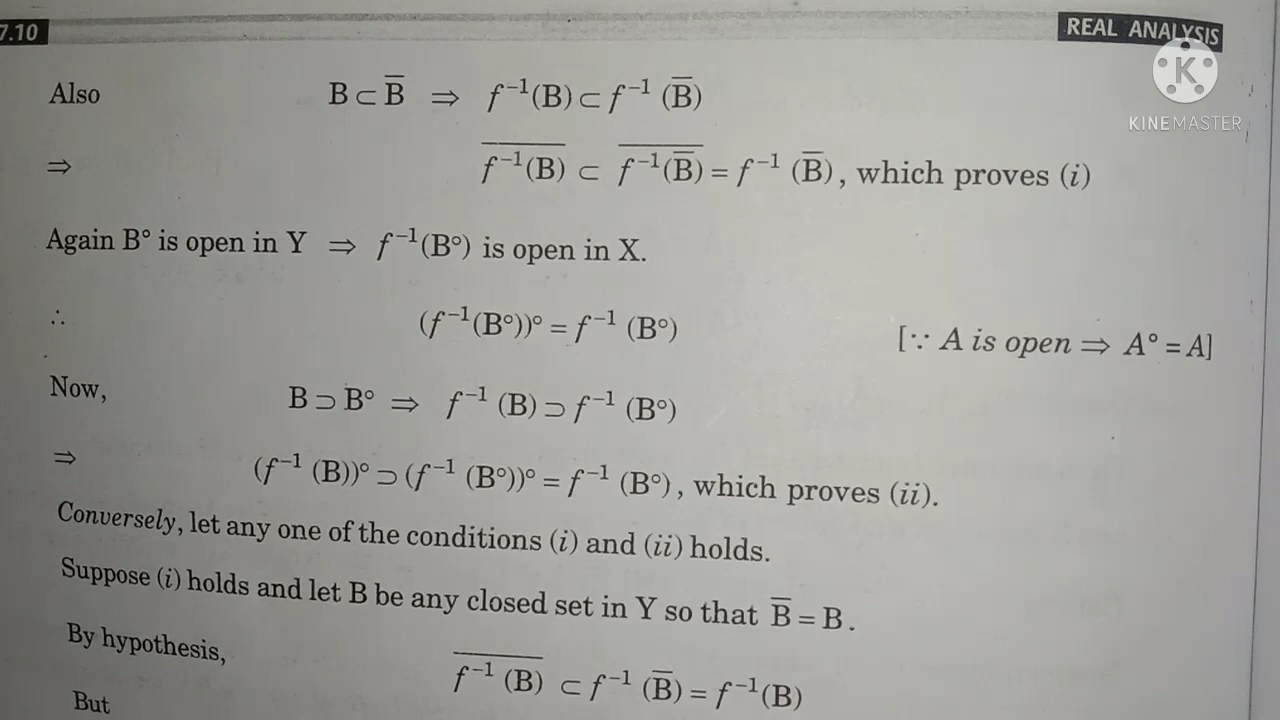 7.10 REAL ANALYSIS
K
KINEMASTER
Also B ⊂ B̅ ⇒ f⁻¹(B) ⊂ f⁻¹ (B̅)
⇒ \overline{f⁻¹(B)} ⊂ \overline{f⁻¹(B̅)} = f⁻¹ (B̅), which proves (i)
Again B° is open in Y ⇒ f⁻¹(B°) is open in X.
∴ (f⁻¹(B°))° = f⁻¹ (B°) [∵ A is open ⇒ A° = A]
Now, B ⊃ B° ⇒ f⁻¹ (B) ⊃ f⁻¹ (B°)
⇒ (f⁻¹ (B))° ⊃ (f⁻¹ (B°))° = f⁻¹ (B°), which proves (ii).
Conversely, let any one of the conditions (i) and (ii) holds.
Suppose (i) holds and let B be any closed set in Y so that B̅ = B.
By hypothesis, \overline{f⁻¹ (B)} ⊂ f⁻¹ (B̅) = f⁻¹(B)
But